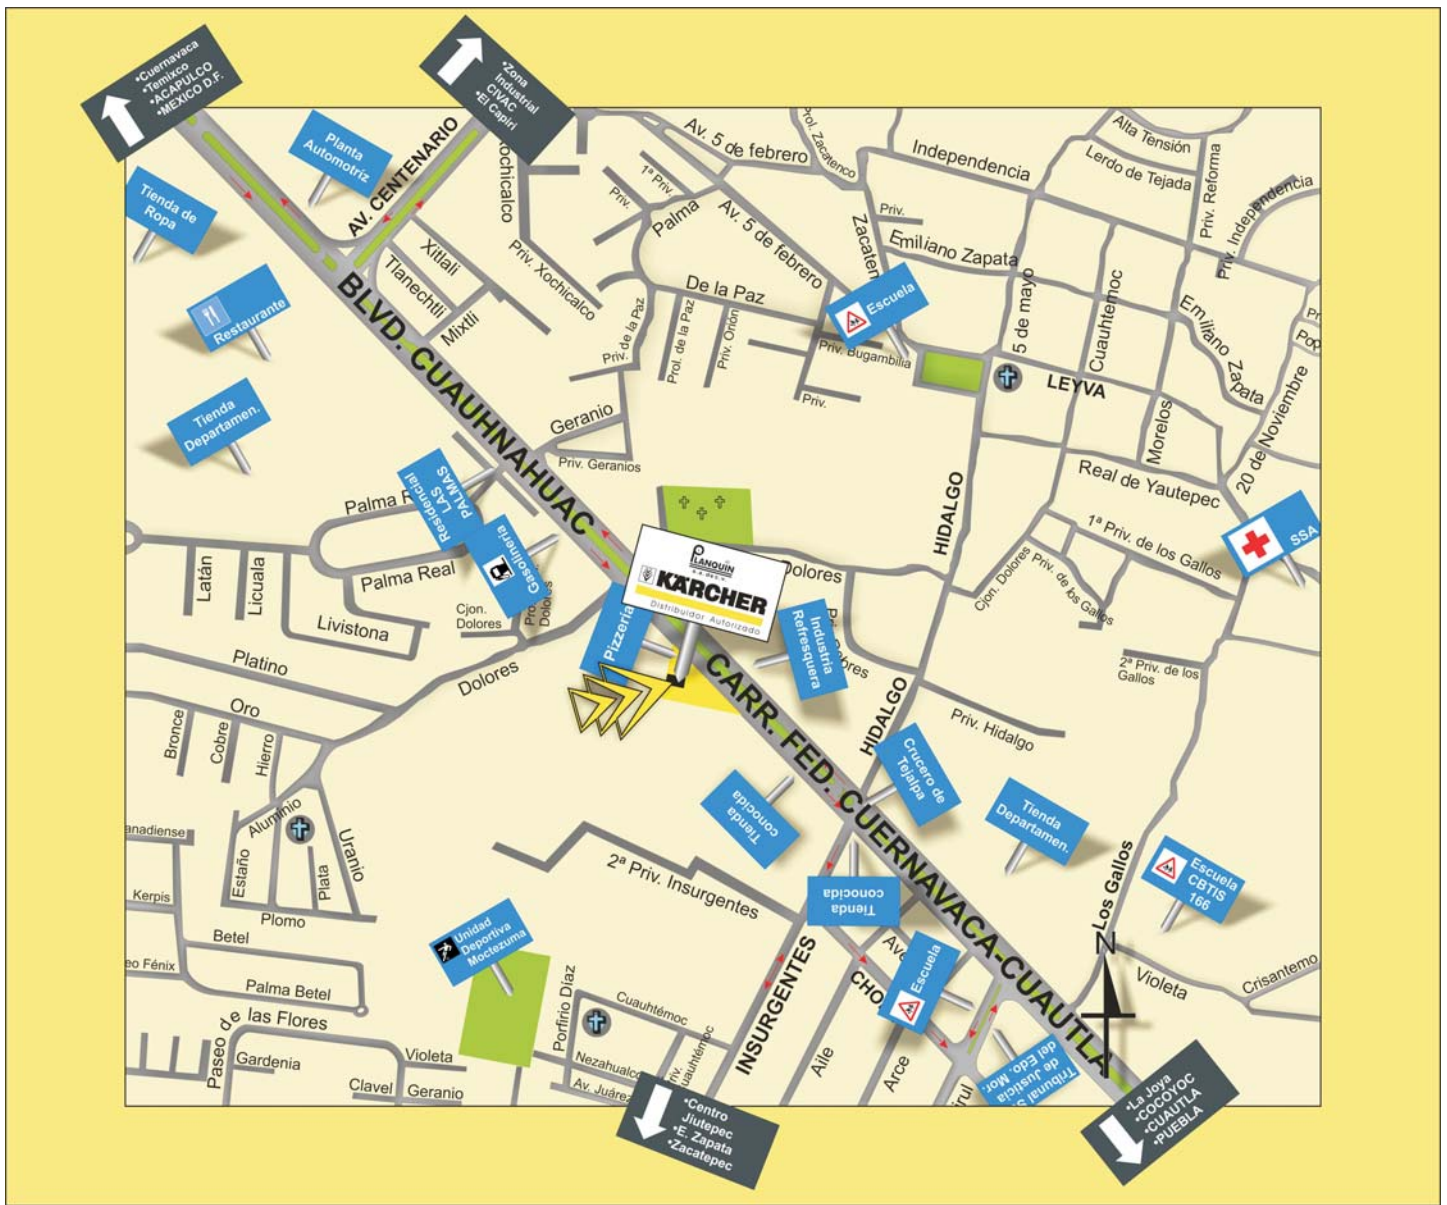 •Cuernavaca
•Temixco
•ACAPULCO
•MEXICO D.F.
•Zona
Industrial
CIVAC
•El Capiri
Planta
Automotriz
AV. CENTENARIO
Xochicalco
Av. 5 de febrero
Prol. Zacatenco
Independencia
Alta Tensión
Lerdo de Tejada
Priv. Reforma
Priv. Independencia
Tienda de
Ropa
1ª Priv.
Priv.
Palma
Av. 5 de febrero
Priv.
Emiliano Zapata
Xitlali
Tlanechtli
Mixtli
Priv. Xochicalco
De la Paz
Escuela
5 de mayo
Cuauhtemoc
Emiliano
Zapata
Restaurante
BLVD. CUAUHNAHUAC
Priv. de la Paz
Prol. de la Paz
Priv. Orión
Priv. Bugambilia
Priv.
LEYVA
Morelos
20 de Noviembre
Tienda
Departamen.
Geranio
Priv. Geranios
Real de Yautepec
Residencial
LAS
PALMAS
Gasolineria
Palma Real
HIDALGO
1ª Priv. de los Gallos
SSA
Latán
Licuala
Livistona
Cjon.
Dolores
Dolores
PLANQUIN
s.a. de c.v.
KÄRCHER
Distribuidor Autorizado
Dolores
Cjon. Dolores
Priv. de los Gallos
Pizzeria
Industria
Refresquera
2ª Priv. de los
Gallos
Platino
Dolores
Oro
Bronce
Cobre
Hierro
CARR. FED. CUERNAVACA-CUAUTLA
HIDALGO
Priv. Hidalgo
Crucero de
Tejalpa
Tienda
conocida
Tienda
Departamen.
Aluminio
Uranio
Estaño
Plata
Plomo
Kerpis
2ª Priv. Insurgentes
Tienda
conocida
Los Gallos
Escuela
CBTIS
166
Betel
Palma Betel
Unidad
Deportiva
Moctezuma
INSURGENTES
Escuela
N
Violeta
Crisantemo
Paseo de las Flores
Gardenia
Violeta
Clavel
Geranio
Porfirio Díaz
Cuauhtémoc
Av. Juárez
Aile
Arce
de Justicia
del Edo. Mor.
•Centro
Jiutepec
•E. Zapata
•Zacatepec
•La Joya
•COCOYOC
•CUAUTLA
•PUEBLA